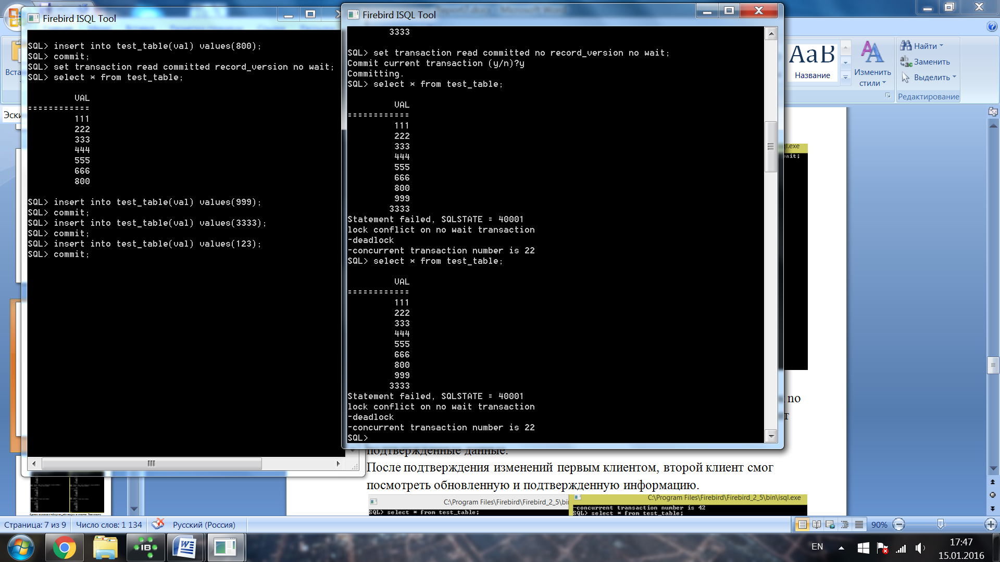 Firebird ISQL Tool
SQL> insert into test_table(val) values(800);
SQL> commit;
SQL> set transaction read committed record_version no wait;
SQL> select * from test_table;
VAL
============
111
222
333
444
555
666
800
SQL> insert into test_table(val) values(999);
SQL> commit;
SQL> insert into test_table(val) values(3333);
SQL> commit;
SQL> insert into test_table(val) values(123);
SQL> commit;
Firebird ISQL Tool
3333
SQL> set transaction read committed no record_version no wait;
Commit current transaction (y/n)?y
Committing.
SQL> select * from test_table;
VAL
============
111
222
333
444
555
666
800
999
3333
Statement failed, SQLSTATE = 40001
lock conflict on no wait transaction
-deadlock
-concurrent transaction number is 22
SQL> select * from test_table;
VAL
============
111
222
333
444
555
666
800
999
3333
Statement failed, SQLSTATE = 40001
lock conflict on no wait transaction
-deadlock
-concurrent transaction number is 22
SQL>
Вста
Эски
AaB
Название
Изменить
стили
Найти
Заменить
Выделить
Редактирование
.exe
wait;
no
т
подтвержденные данные.
После подтверждения изменений первым клиентом, второй клиент смог
посмотреть обновленную и подтвержденную информацию.
C:\Program Files\Firebird\Firebird_2_5\bi
SQL> select * from test_table;
C:\Program Files\Firebird\Firebird_2_5\bin\isql.exe
-concurrent transaction number is 42
SQL> select * from test_table;
Страница: 7 из 9
Число слов: 1 134
Русский (Россия)
90%
IB
EN
17:47
15.01.2016